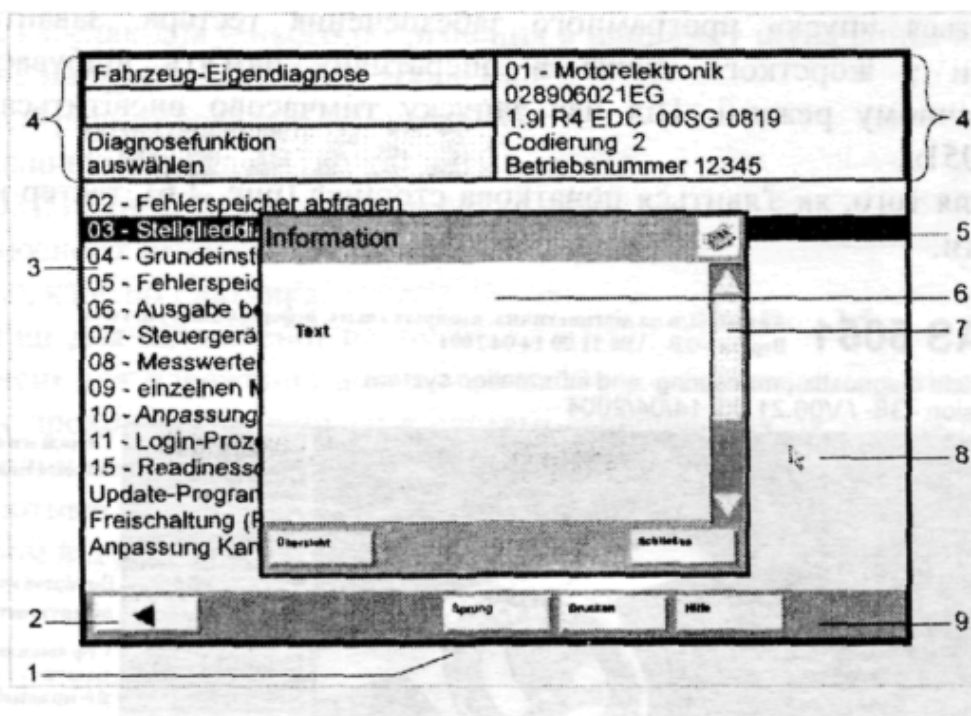 Fahrzeug-Eigendiagnose
Diagnosefunktion
auswählen
01 - Motorelektronik
028906021EG
1,9l R4 EDC 00SG 0819
Codierung 2
Betriebsnummer 12345
02 - Fehlerspeicher abfragen
03 - Stellglieddi
04 - Grundeinst
05 - Fehlerspeic
06 - Ausgabe be
07 - Steuergerä
08 - Messwerte
09 - einzelnen M
10 - Anpassung
11 - Login-Proze
15 - Readinessc
Update-Program
Freischaltung (F
Anpassung Kan
Information
Text
Übersicht
Schließen
Sprung
Drucken
Hilfe
4
3
2
1
4
5
6
7
8
9